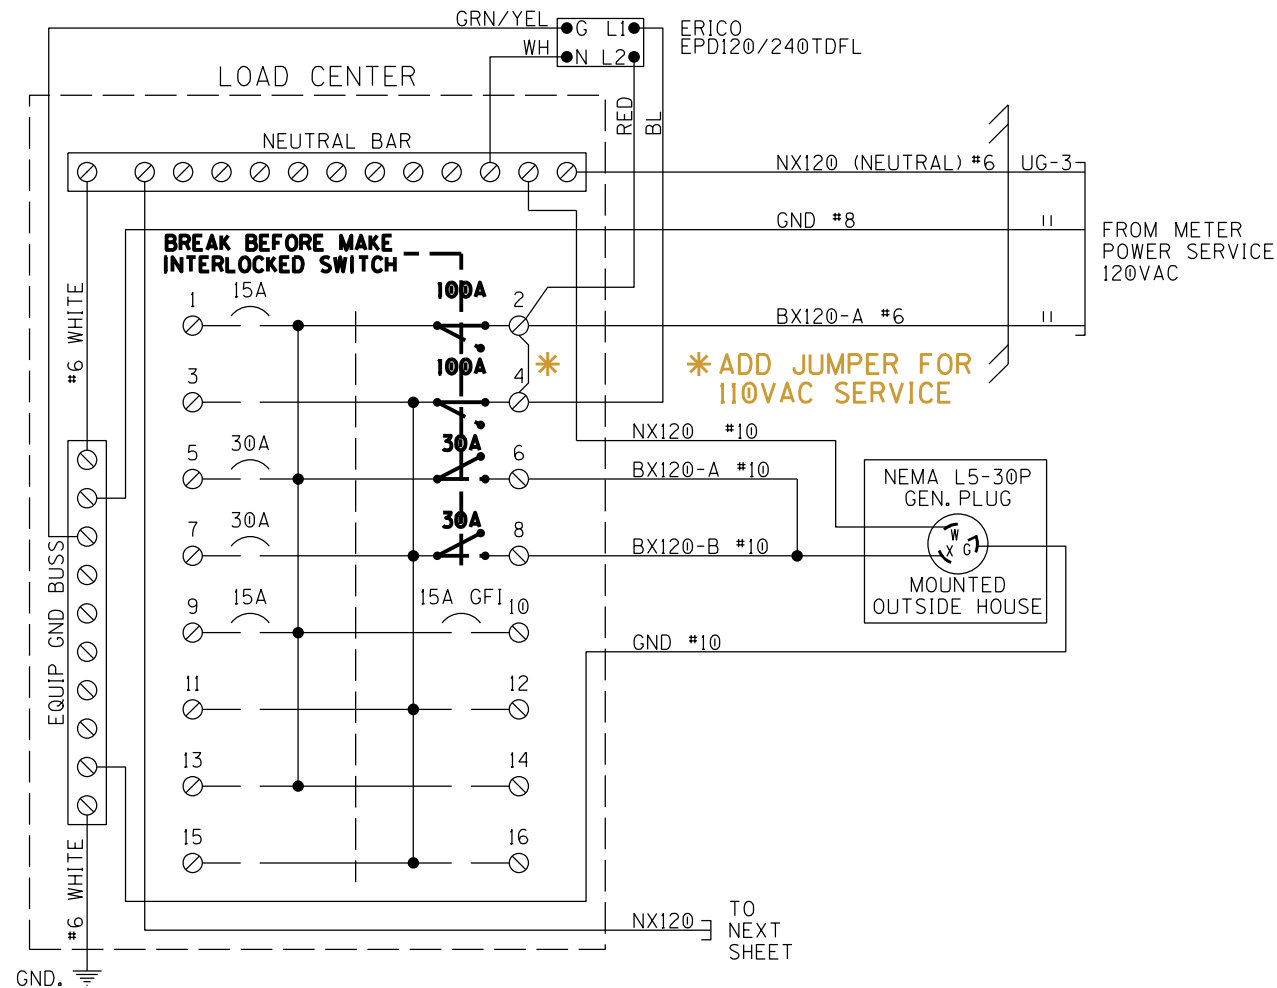 GRN/YEL
G L1
WH
N L2
ERICO
EPD120/240TDFL
LOAD CENTER
RED
BL
NEUTRAL BAR
NX120 (NEUTRAL) #6 UG-3
GND #8 "
FROM METER
POWER SERVICE
120VAC
BX120-A #6 "
BREAK BEFORE MAKE
INTERLOCKED SWITCH
#6 WHITE
1 15A 100A 2
3 100A 4
* * ADD JUMPER FOR
110VAC SERVICE
5 30A 30A 6
7 30A 30A 8
9 15A 15A GFI 10
11 12
13 14
15 16
NX120 #10
BX120-A #10
BX120-B #10
GND #10
NEMA L5-30P
GEN. PLUG
W
X G
MOUNTED
OUTSIDE HOUSE
EQUIP GND BUSS
#6 WHITE
GND.
NX120
TO
NEXT
SHEET